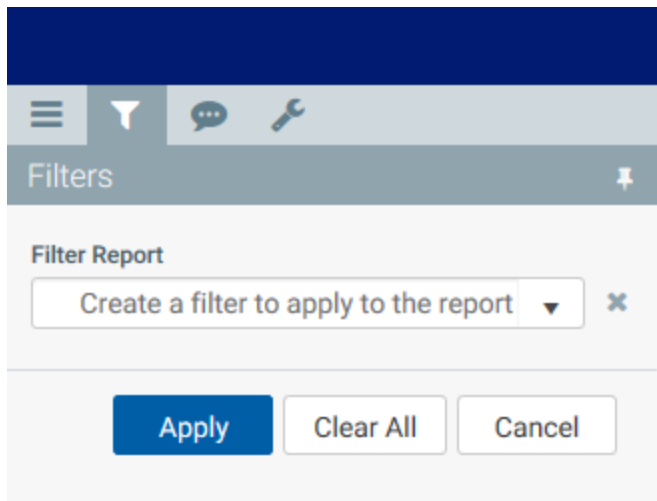 Filters
Filter Report
Create a filter to apply to the report
Apply Clear All Cancel